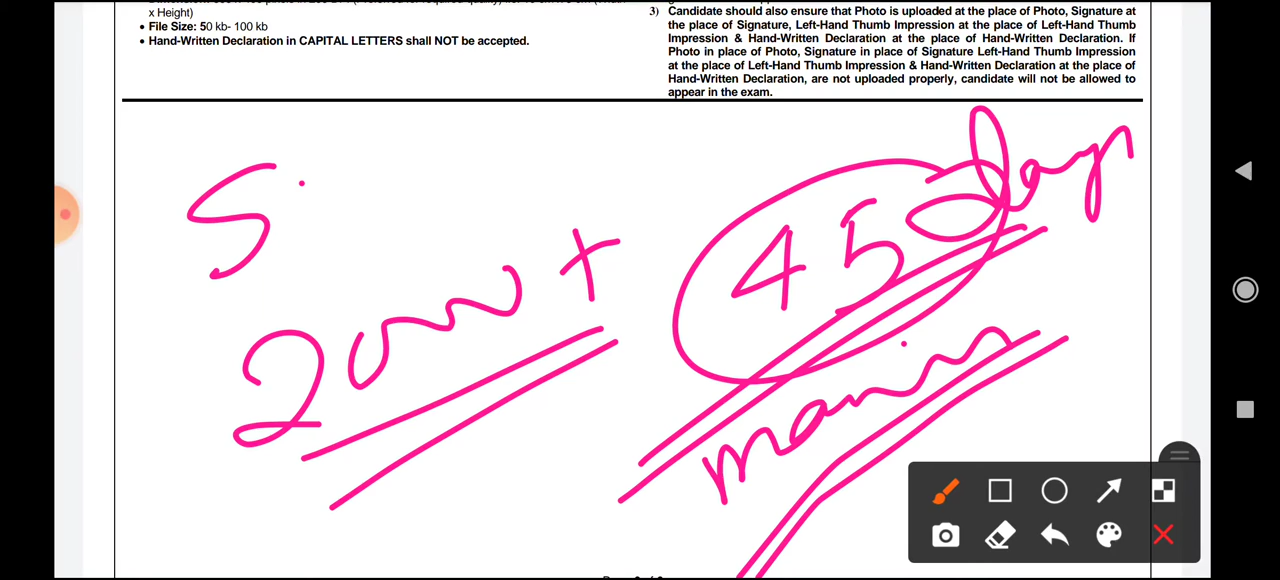 x Height)
• File Size: 50 kb- 100 kb
• Hand-Written Declaration in CAPITAL LETTERS shall NOT be accepted.
3) Candidate should also ensure that Photo is uploaded at the place of Photo, Signature at
the place of Signature, Left-Hand Thumb Impression at the place of Left-Hand Thumb
Impression & Hand-Written Declaration at the place of Hand-Written Declaration. If
Photo in place of Photo, Signature in place of Signature Left-Hand Thumb Impression
at the place of Left-Hand Thumb Impression & Hand-Written Declaration at the place of
Hand-Written Declaration, are not uploaded properly, candidate will not be allowed to
appear in the exam.
S.
45 days
main